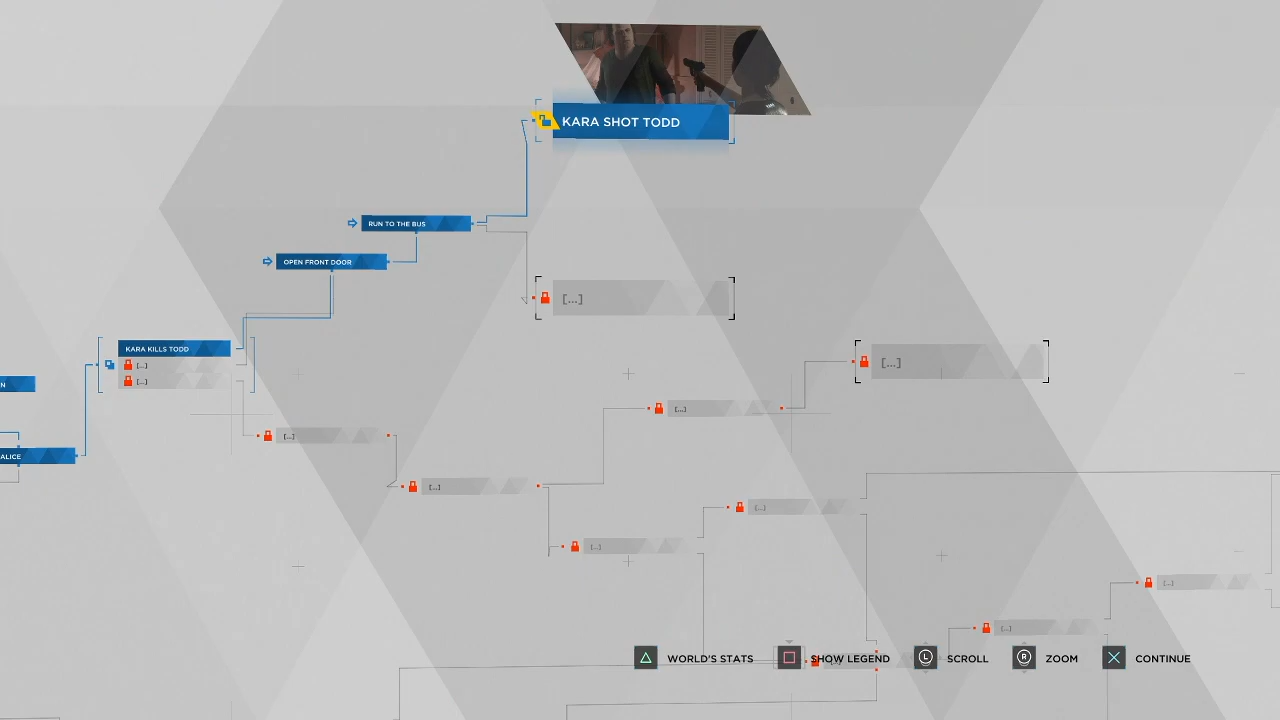 KARA SHOT TODD
RUN TO THE BUS
OPEN FRONT DOOR
[...]
KARA KILLS TODD
[...]
[...]
[...]
N
[...]
[...]
ALICE
[...]
[...]
[...]
[...]
[...]
[...]
WORLD'S STATS
SHOW LEGEND
L
SCROLL
R
ZOOM
CONTINUE